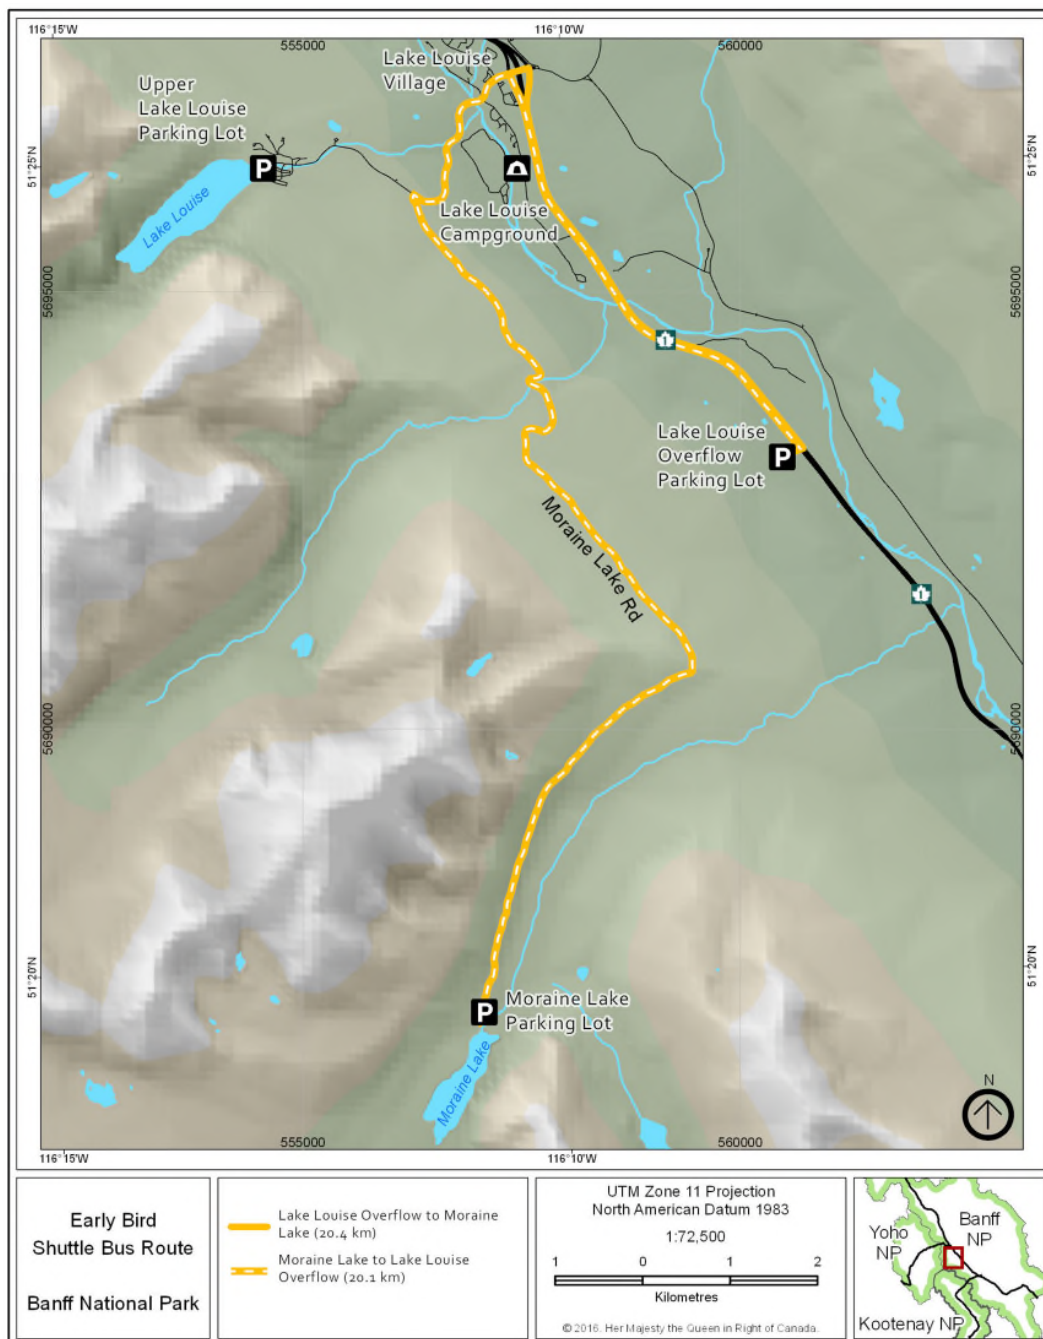 116°15'W
116°10'W
555000
560000
Lake Louise
Village
Upper
Lake Louise
Parking Lot
P
51°25'N
51°25'N
Lake Louise
Lake Louise
Campground
5695000
5695000
1
Lake Louise
Overflow
Parking Lot
P
Moraine Lake Rd
1
5690000
5690000
51°20'N
51°20'N
P
Moraine Lake
Parking Lot
Moraine Lake
N
555000
560000
116°15'W
116°10'W
Early Bird
Shuttle Bus Route
Banff National Park
Lake Louise Overflow to Moraine
Lake (20.4 km)
Moraine Lake to Lake Louise
Overflow (20.1 km)
UTM Zone 11 Projection
North American Datum 1983
1:72,500
1 0 1 2
Kilometres
© 2016. Her Majesty the Queen in Right of Canada.
Yoho
NP
Banff
NP
Kootenay NP